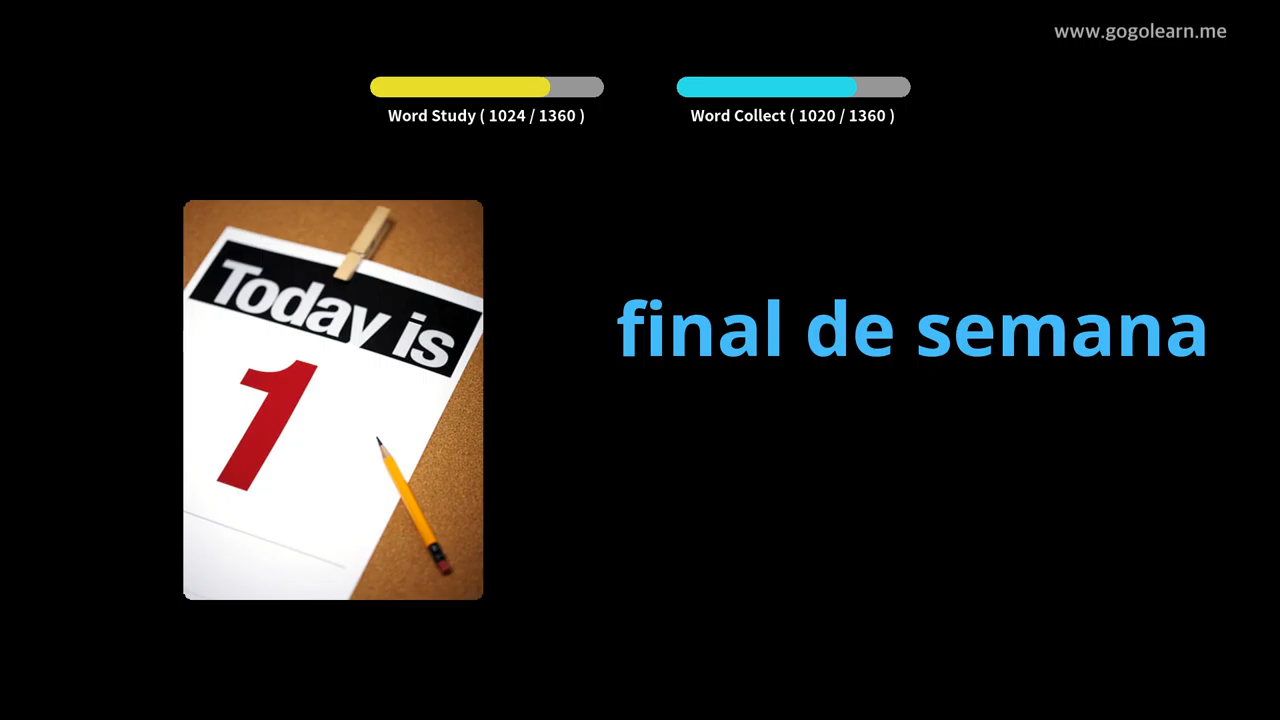 www.gogolearn.me
Word Study ( 1024 / 1360 )
Word Collect ( 1020 / 1360 )
Today is
1
final de semana